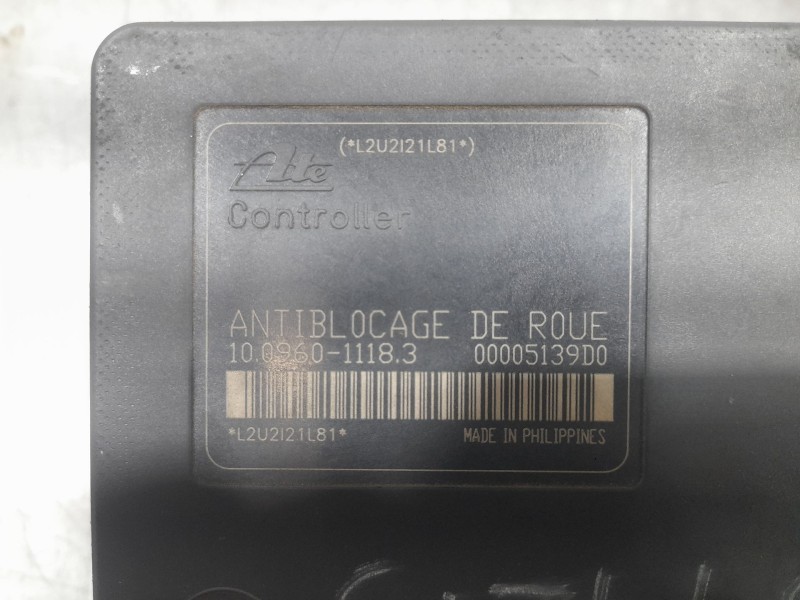 (*L2U2I21L81*)
Ate
Controller
ANTIBLOCAGE DE ROUE
10.0960-1118.3 00005139D0
*L2U2I21L81*
MADE IN PHILIPPINES